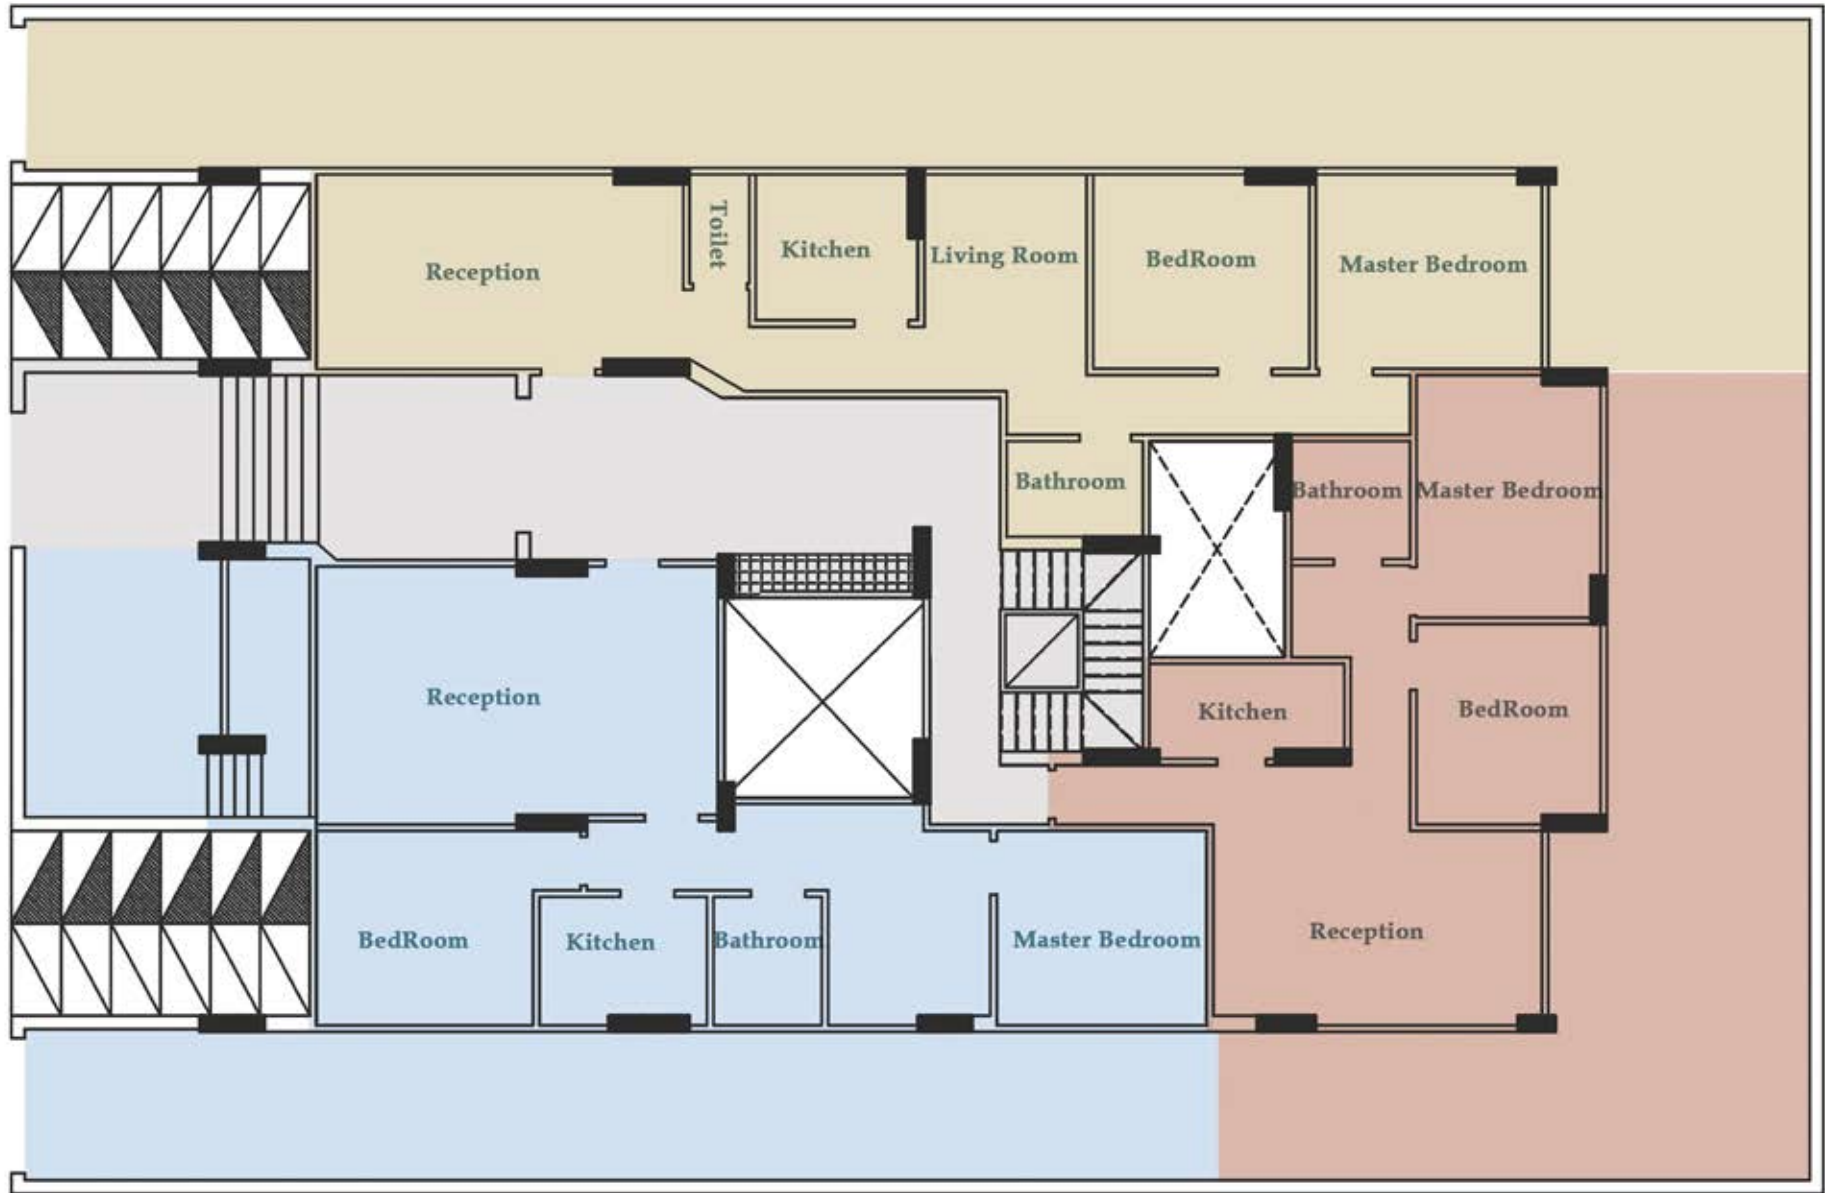 Reception
Toilet
Kitchen
Living Room
BedRoom
Master Bedroom
Bathroom
Bathroom
Master Bedroom
Reception
Kitchen
BedRoom
BedRoom
Kitchen
Bathroom
Master Bedroom
Reception